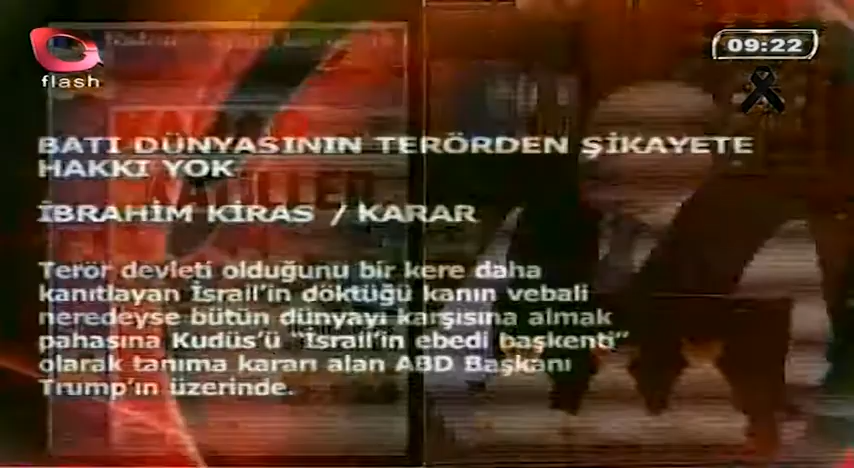 flash
09:22
BATI DÜNYASININ TERÖRDEN ŞİKAYETE
HAKKI YOK
İBRAHİM KİRAS / KARAR
Terör devleti olduğunu bir kere daha
kanıtlayan İsrail'in döktüğü kanın vebali
neredeyse bütün dünyayı karşısına almak
pahasına Kudüs'ü "İsrail'in ebedi başkenti"
olarak tanıma kararı alan ABD Başkanı
Trump'ın üzerinde.